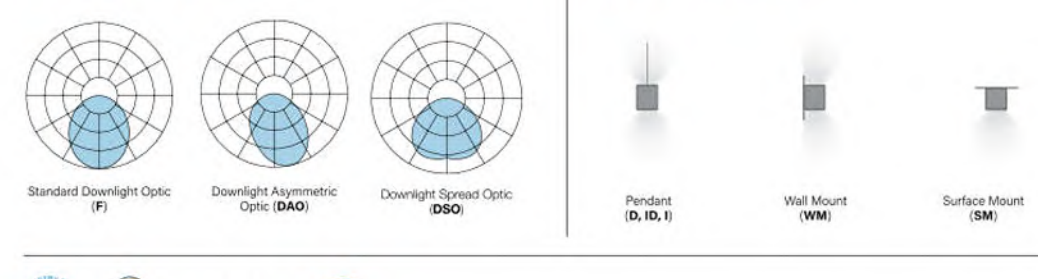 Standard Downlight Optic
(F)
Downlight Asymmetric
Optic (DAO)
Downlight Spread Optic
(DSO)
Pendant
(D, ID, I)
Wall Mount
(WM)
Surface Mount
(SM)